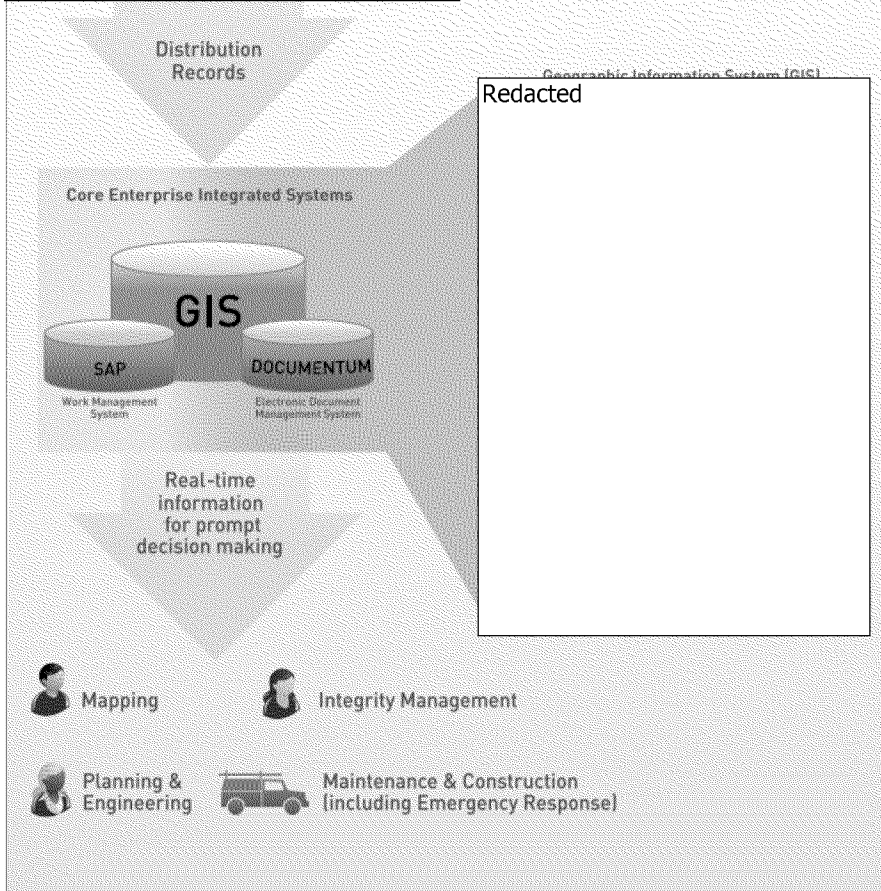 Distribution
Records
Geographic Information System (GIS)
Redacted
Core Enterprise Integrated Systems
GIS
SAP
DOCUMENTUM
Work Management
System
Electronic Document
Management System
Real-time
information
for prompt
decision making
Mapping
Integrity Management
Planning &
Engineering
Maintenance & Construction
(including Emergency Response)